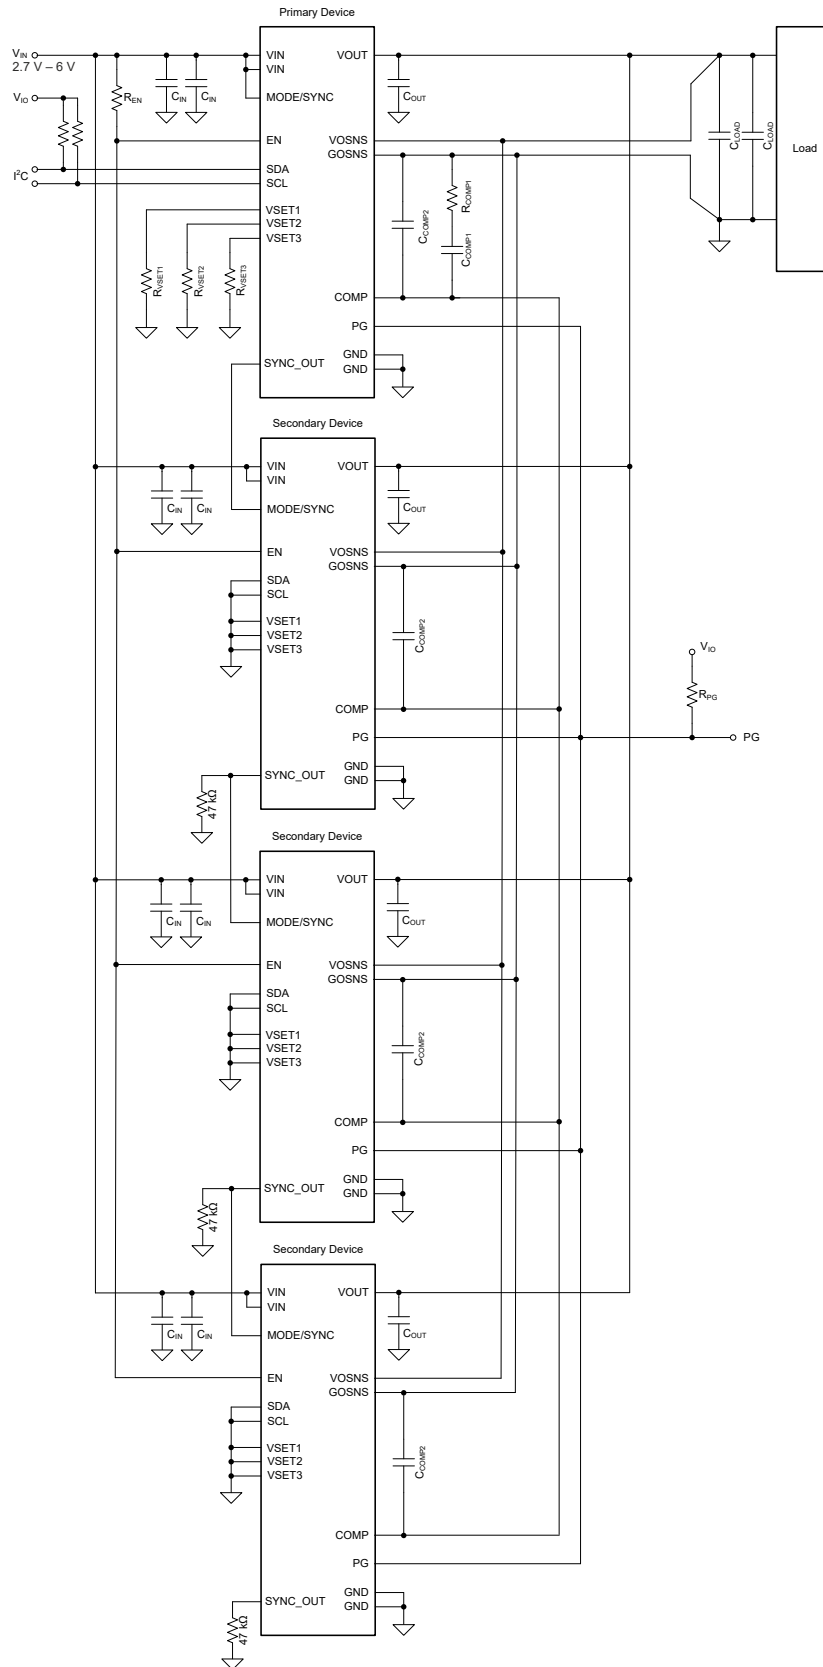 Primary Device
VIN
2.7 V – 6 V
VIN
VIN
VOUT
REN
CIN
CIN
COUT
MODE/SYNC
VIO
EN
VOSNS
GOSNS
CLOAD
CLOAD
Load
I²C
SDA
SCL
VSET1
VSET2
VSET3
RCOMP1
CCOMP2
CCOMP1
RVSET1
RVSET2
RVSET3
COMP
PG
SYNC_OUT
GND
GND
Secondary Device
VIN
VIN
VOUT
CIN
CIN
COUT
MODE/SYNC
EN
VOSNS
GOSNS
SDA
SCL
VSET1
VSET2
VSET3
CCOMP2
VIO
RPG
COMP
PG
PG
SYNC_OUT
GND
GND
47 kΩ
Secondary Device
VIN
VIN
VOUT
CIN
CIN
COUT
MODE/SYNC
EN
VOSNS
GOSNS
SDA
SCL
VSET1
VSET2
VSET3
CCOMP2
COMP
PG
SYNC_OUT
GND
GND
47 kΩ
Secondary Device
VIN
VIN
VOUT
CIN
CIN
COUT
MODE/SYNC
EN
VOSNS
GOSNS
SDA
SCL
VSET1
VSET2
VSET3
CCOMP2
COMP
PG
SYNC_OUT
GND
GND
47 kΩ